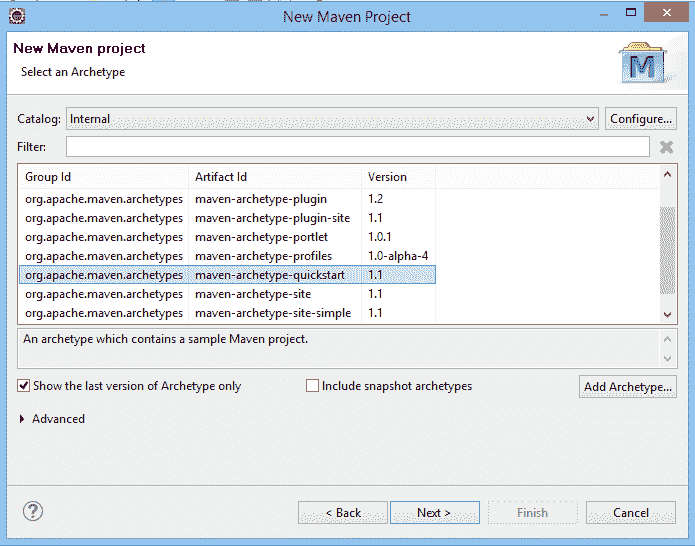 New Maven Project
New Maven project
Select an Archetype
M
Catalog: Internal Configure...
Filter:
Group Id Artifact Id Version
org.apache.maven.archetypes maven-archetype-plugin 1.2
org.apache.maven.archetypes maven-archetype-plugin-site 1.1
org.apache.maven.archetypes maven-archetype-portlet 1.0.1
org.apache.maven.archetypes maven-archetype-profiles 1.0-alpha-4
org.apache.maven.archetypes maven-archetype-quickstart 1.1
org.apache.maven.archetypes maven-archetype-site 1.1
org.apache.maven.archetypes maven-archetype-site-simple 1.1
An archetype which contains a sample Maven project.
Show the last version of Archetype only Include snapshot archetypes Add Archetype...
Advanced
? < Back Next > Finish Cancel